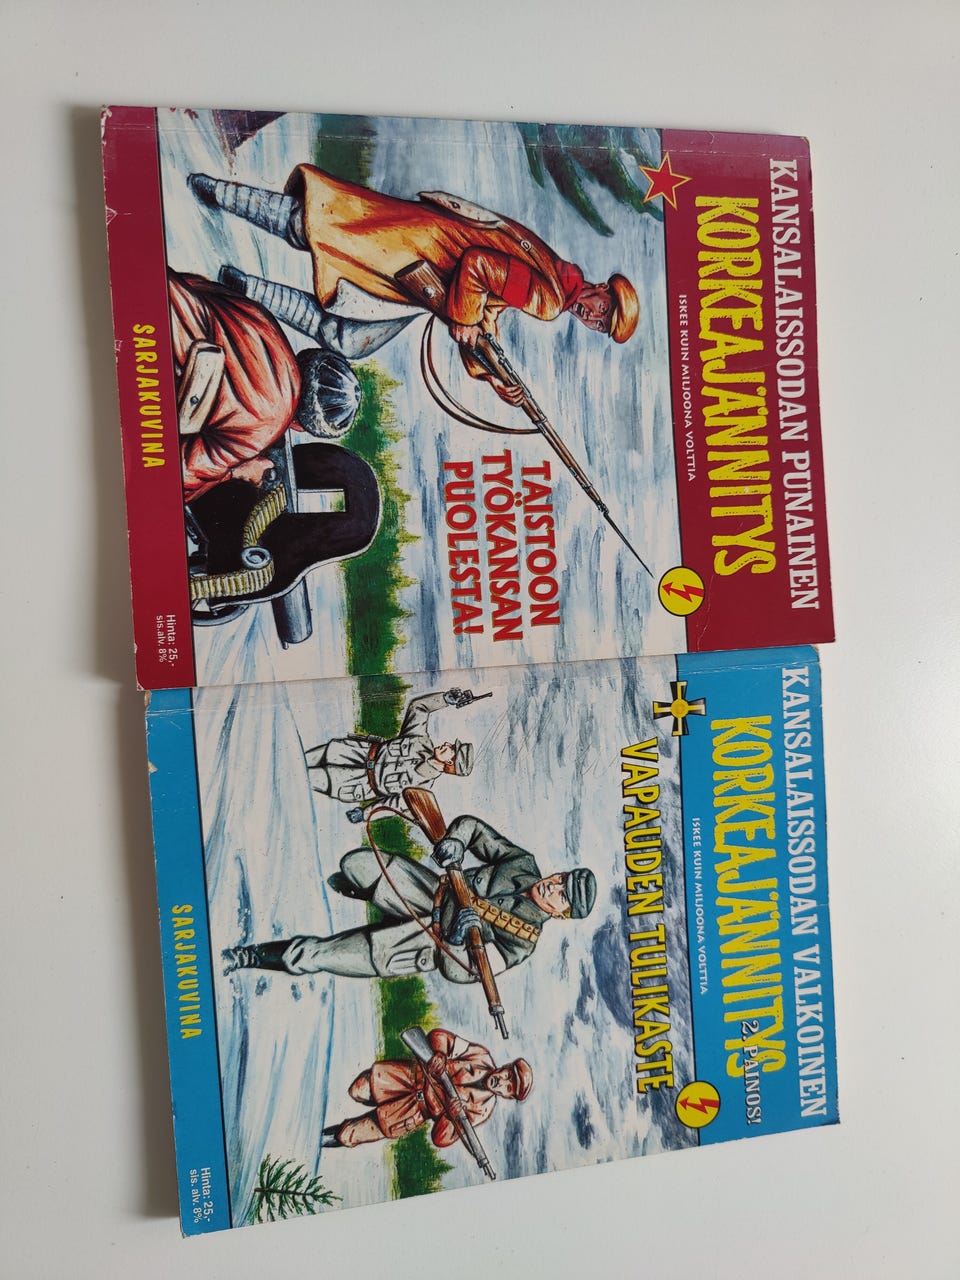 KANSALAISSODAN PUNAINEN
KORKEAJÄNNITYS
ISKEE KUIN MILJOONA VOLTTIA
TAISTOON
TYÖKANSAN
PUOLESTA!
SARJAKUVINA
Hinta: 25,-
sis.alv. 8%
KANSALAISSODAN VALKOINEN
KORKEAJÄNNITYS
2. PAINOS!
ISKEE KUIN MILJOONA VOLTTIA
VAPAUDEN TULIKASTE
SARJAKUVINA
Hinta: 25,-
sis. alv. 8%